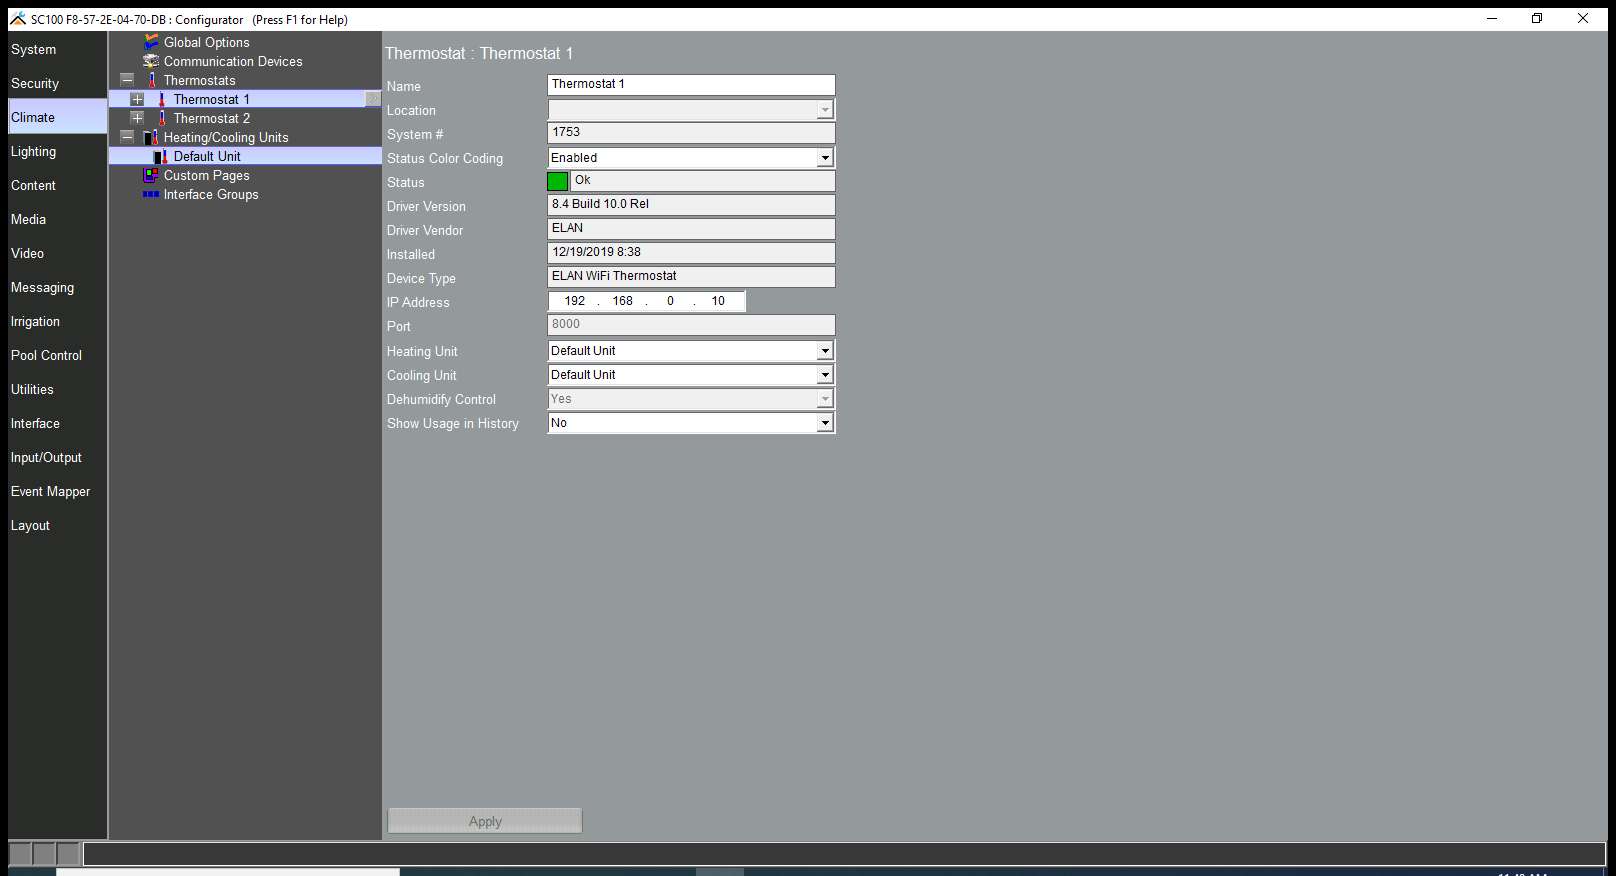 SC100 F8-57-2E-04-70-DB : Configurator   (Press F1 for Help)
System
Security
Climate
Lighting
Content
Media
Video
Messaging
Irrigation
Pool Control
Utilities
Interface
Input/Output
Event Mapper
Layout
Global Options
Communication Devices
Thermostats
Thermostat 1
Thermostat 2
Heating/Cooling Units
Default Unit
Custom Pages
Interface Groups
Thermostat : Thermostat 1
Name Thermostat 1
Location
System # 1753
Status Color Coding Enabled
Status Ok
Driver Version 8.4 Build 10.0 Rel
Driver Vendor ELAN
Installed 12/19/2019 8:38
Device Type ELAN WiFi Thermostat
IP Address 192 . 168 . 0 . 10
Port 8000
Heating Unit Default Unit
Cooling Unit Default Unit
Dehumidify Control Yes
Show Usage in History No
Apply